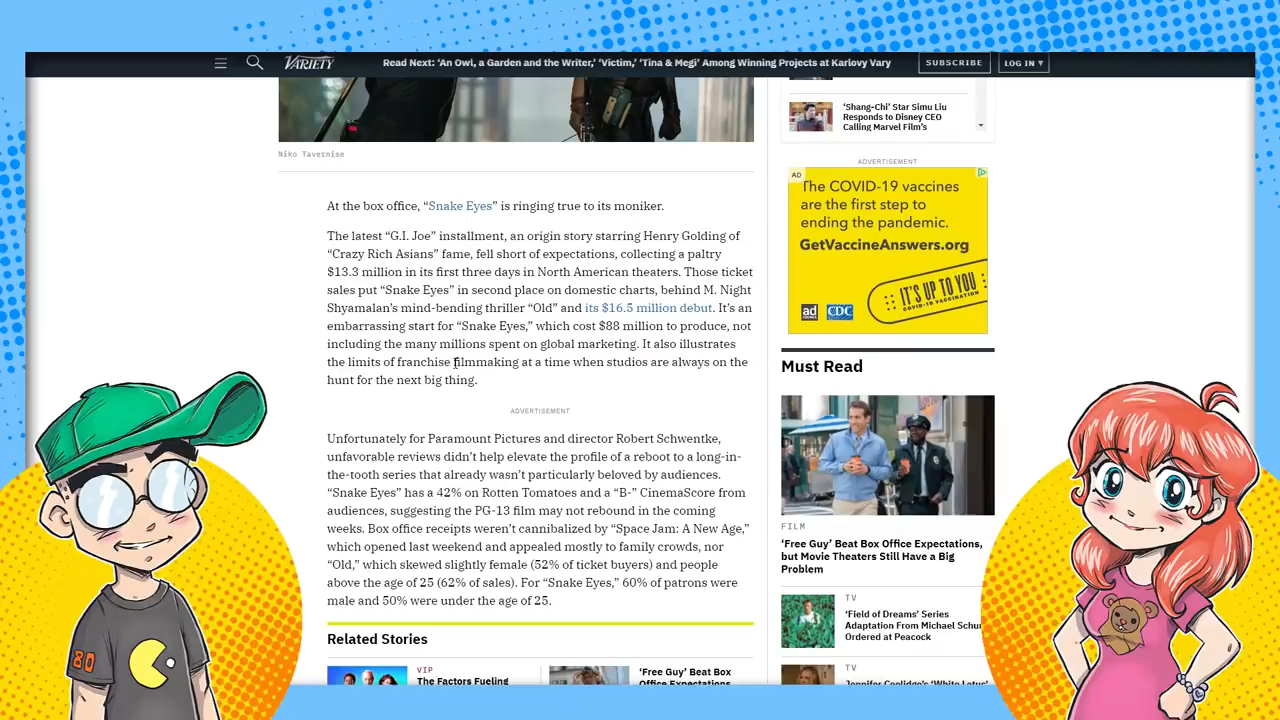 VARIETY
Read Next: ‘An Owl, a Garden and the Writer,’ ‘Victim,’ ‘Tina & Megi’ Among Winning Projects at Karlovy Vary
SUBSCRIBE
LOG IN ▾
Niko Tavernise
At the box office, “Snake Eyes” is ringing true to its moniker.
The latest “G.I. Joe” installment, an origin story starring Henry Golding of
“Crazy Rich Asians” fame, fell short of expectations, collecting a paltry
$13.3 million in its first three days in North American theaters. Those ticket
sales put “Snake Eyes” in second place on domestic charts, behind M. Night
Shyamalan’s mind-bending thriller “Old” and its $16.5 million debut. It’s an
embarrassing start for “Snake Eyes,” which cost $88 million to produce, not
including the many millions spent on global marketing. It also illustrates
the limits of franchise filmmaking at a time when studios are always on the
hunt for the next big thing.
ADVERTISEMENT
Unfortunately for Paramount Pictures and director Robert Schwentke,
unfavorable reviews didn’t help elevate the profile of a reboot to a long-in-
the-tooth series that already wasn’t particularly beloved by audiences.
“Snake Eyes” has a 42% on Rotten Tomatoes and a “B-” CinemaScore from
audiences, suggesting the PG-13 film may not rebound in the coming
weeks. Box office receipts weren’t cannibalized by “Space Jam: A New Age,”
which opened last weekend and appealed mostly to family crowds, nor
“Old,” which skewed slightly female (52% of ticket buyers) and people
above the age of 25 (62% of sales). For “Snake Eyes,” 60% of patrons were
male and 50% were under the age of 25.
Related Stories
VIP
The Factors Fueling
‘Free Guy’ Beat Box
Office Expectations
‘Shang-Chi’ Star Simu Liu
Responds to Disney CEO
Calling Marvel Film’s
ADVERTISEMENT
AD
The COVID-19 vaccines
are the first step to
ending the pandemic.
GetVaccineAnswers.org
IT'S UP TO YOU
COVID-19 VACCINATION
ad
COUNCIL
CDC
Must Read
FILM
‘Free Guy’ Beat Box Office Expectations,
but Movie Theaters Still Have a Big
Problem
TV
‘Field of Dreams’ Series
Adaptation From Michael Schur
Ordered at Peacock
TV
Jennifer Coolidge’s ‘White Lotus’
80